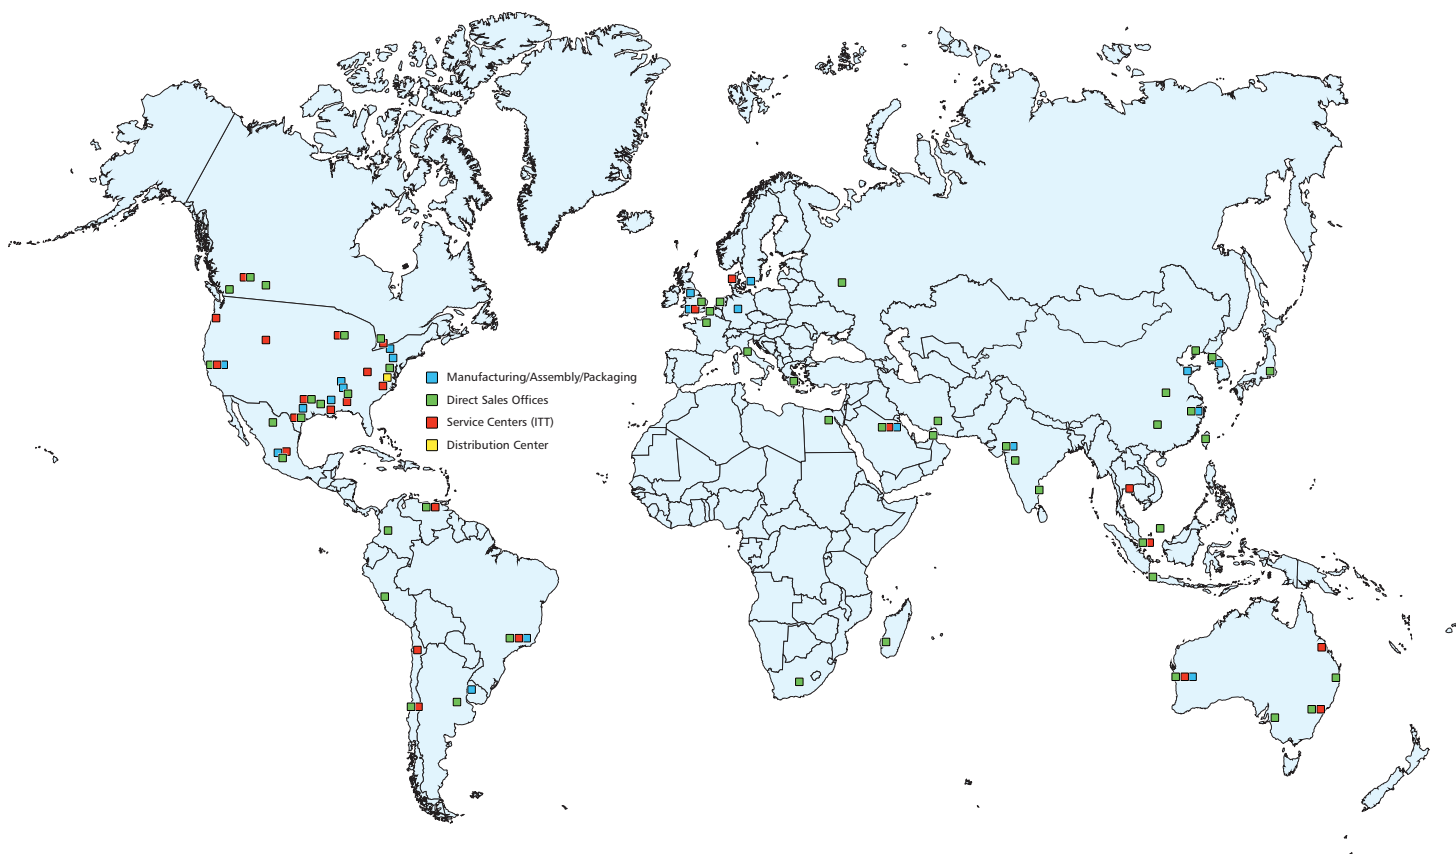 Manufacturing/Assembly/Packaging
Direct Sales Offices
Service Centers (ITT)
Distribution Center